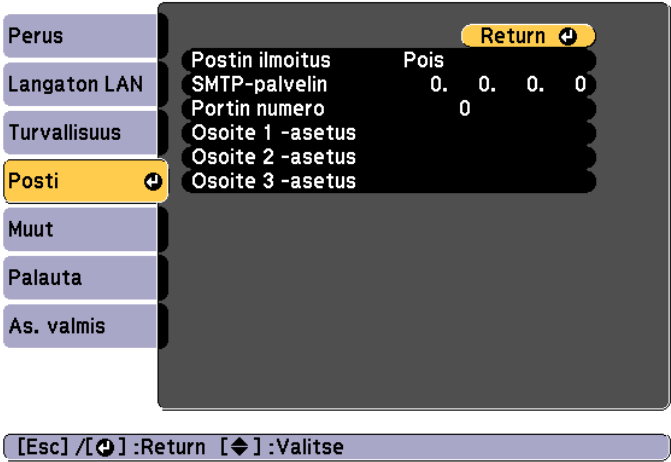 Perus
Langaton LAN
Turvallisuus
Posti
Muut
Palauta
As. valmis
Return
Postin ilmoitus Pois
SMTP-palvelin 0. 0. 0. 0
Portin numero 0
Osoite 1 -asetus
Osoite 2 -asetus
Osoite 3 -asetus
[Esc] /[⏎] :Return [◆] :Valitse